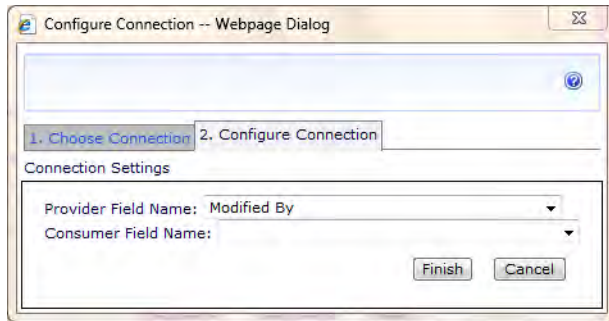 Configure Connection -- Webpage Dialog
1. Choose Connection 2. Configure Connection
Connection Settings
Provider Field Name: Modified By
Consumer Field Name:
Finish Cancel